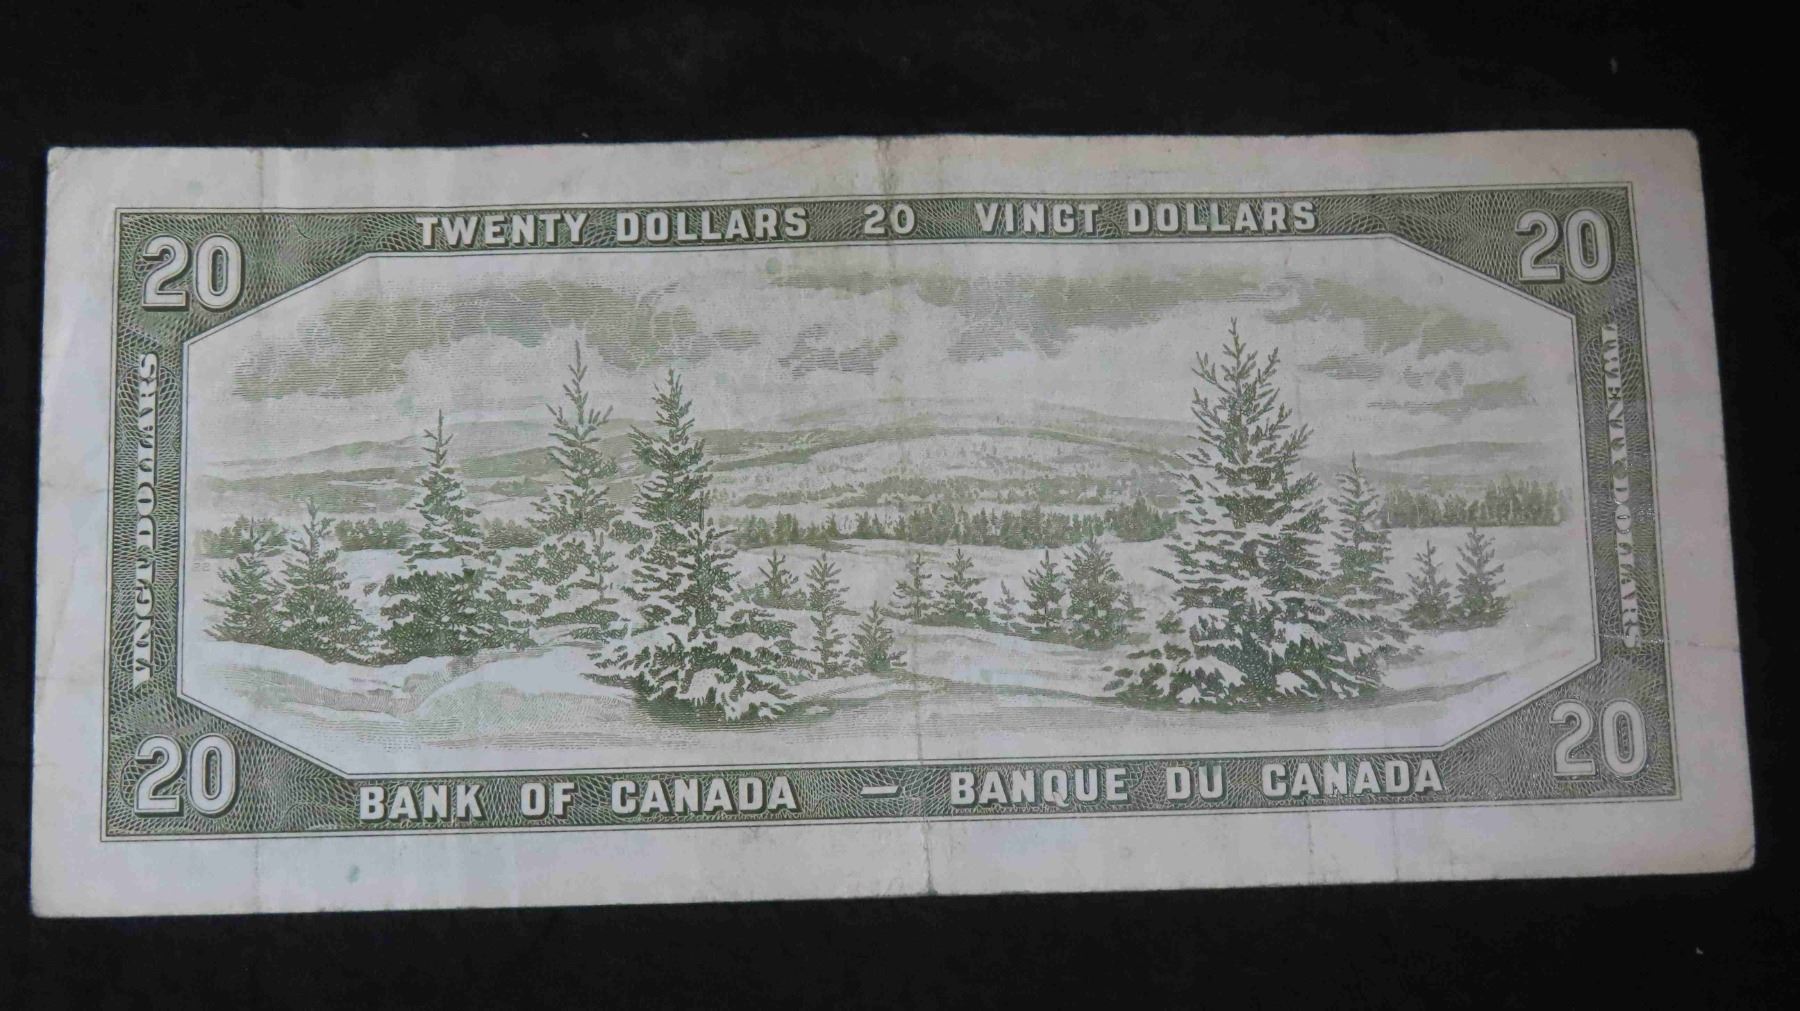 TWENTY DOLLARS 20 VINGT DOLLARS
20
20
VINGT DOLLARS
TWENTY DOLLARS
20
20
BANK OF CANADA — BANQUE DU CANADA